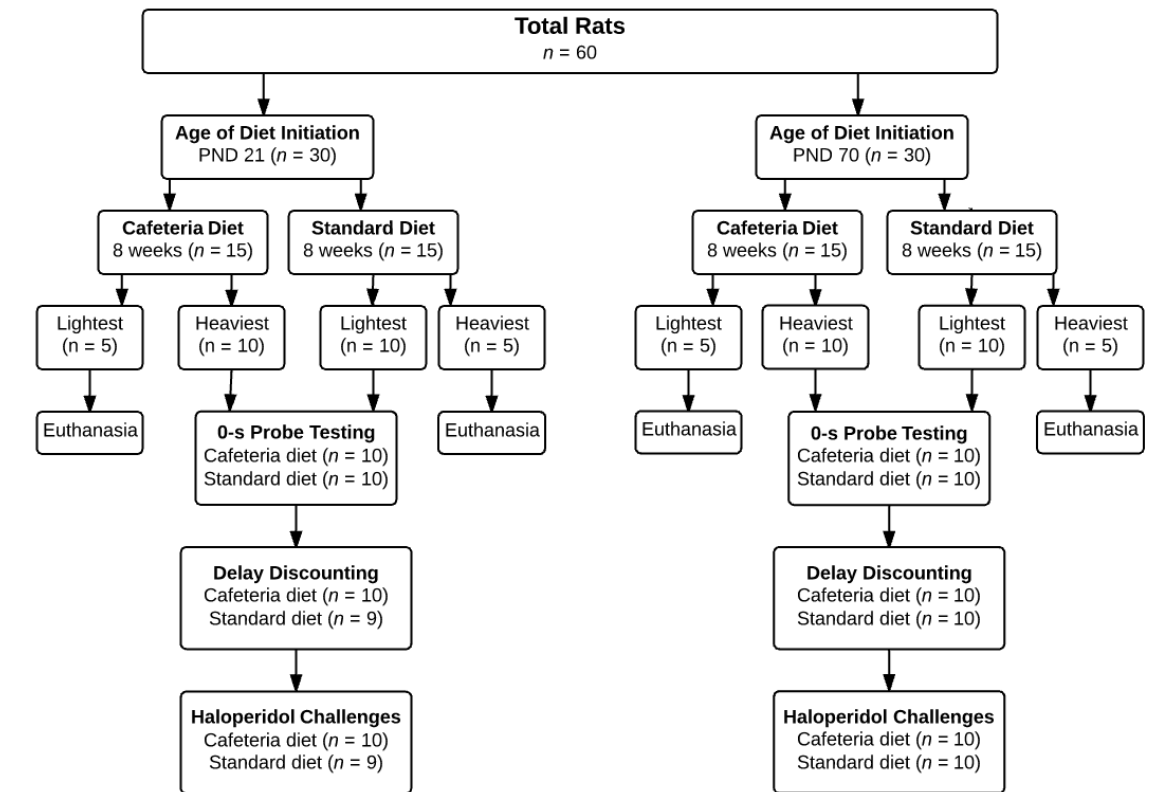 Total Rats
n = 60
Age of Diet Initiation
PND 21 (n = 30)
Age of Diet Initiation
PND 70 (n = 30)
Cafeteria Diet
8 weeks (n = 15)
Standard Diet
8 weeks (n = 15)
Cafeteria Diet
8 weeks (n = 15)
Standard Diet
8 weeks (n = 15)
Lightest
(n = 5)
Heaviest
(n = 10)
Lightest
(n = 10)
Heaviest
(n = 5)
Lightest
(n = 5)
Heaviest
(n = 10)
Lightest
(n = 10)
Heaviest
(n = 5)
Euthanasia
0-s Probe Testing
Cafeteria diet (n = 10)
Standard diet (n = 10)
Euthanasia
Euthanasia
0-s Probe Testing
Cafeteria diet (n = 10)
Standard diet (n = 10)
Euthanasia
Delay Discounting
Cafeteria diet (n = 10)
Standard diet (n = 9)
Delay Discounting
Cafeteria diet (n = 10)
Standard diet (n = 10)
Haloperidol Challenges
Cafeteria diet (n = 10)
Standard diet (n = 9)
Haloperidol Challenges
Cafeteria diet (n = 10)
Standard diet (n = 10)